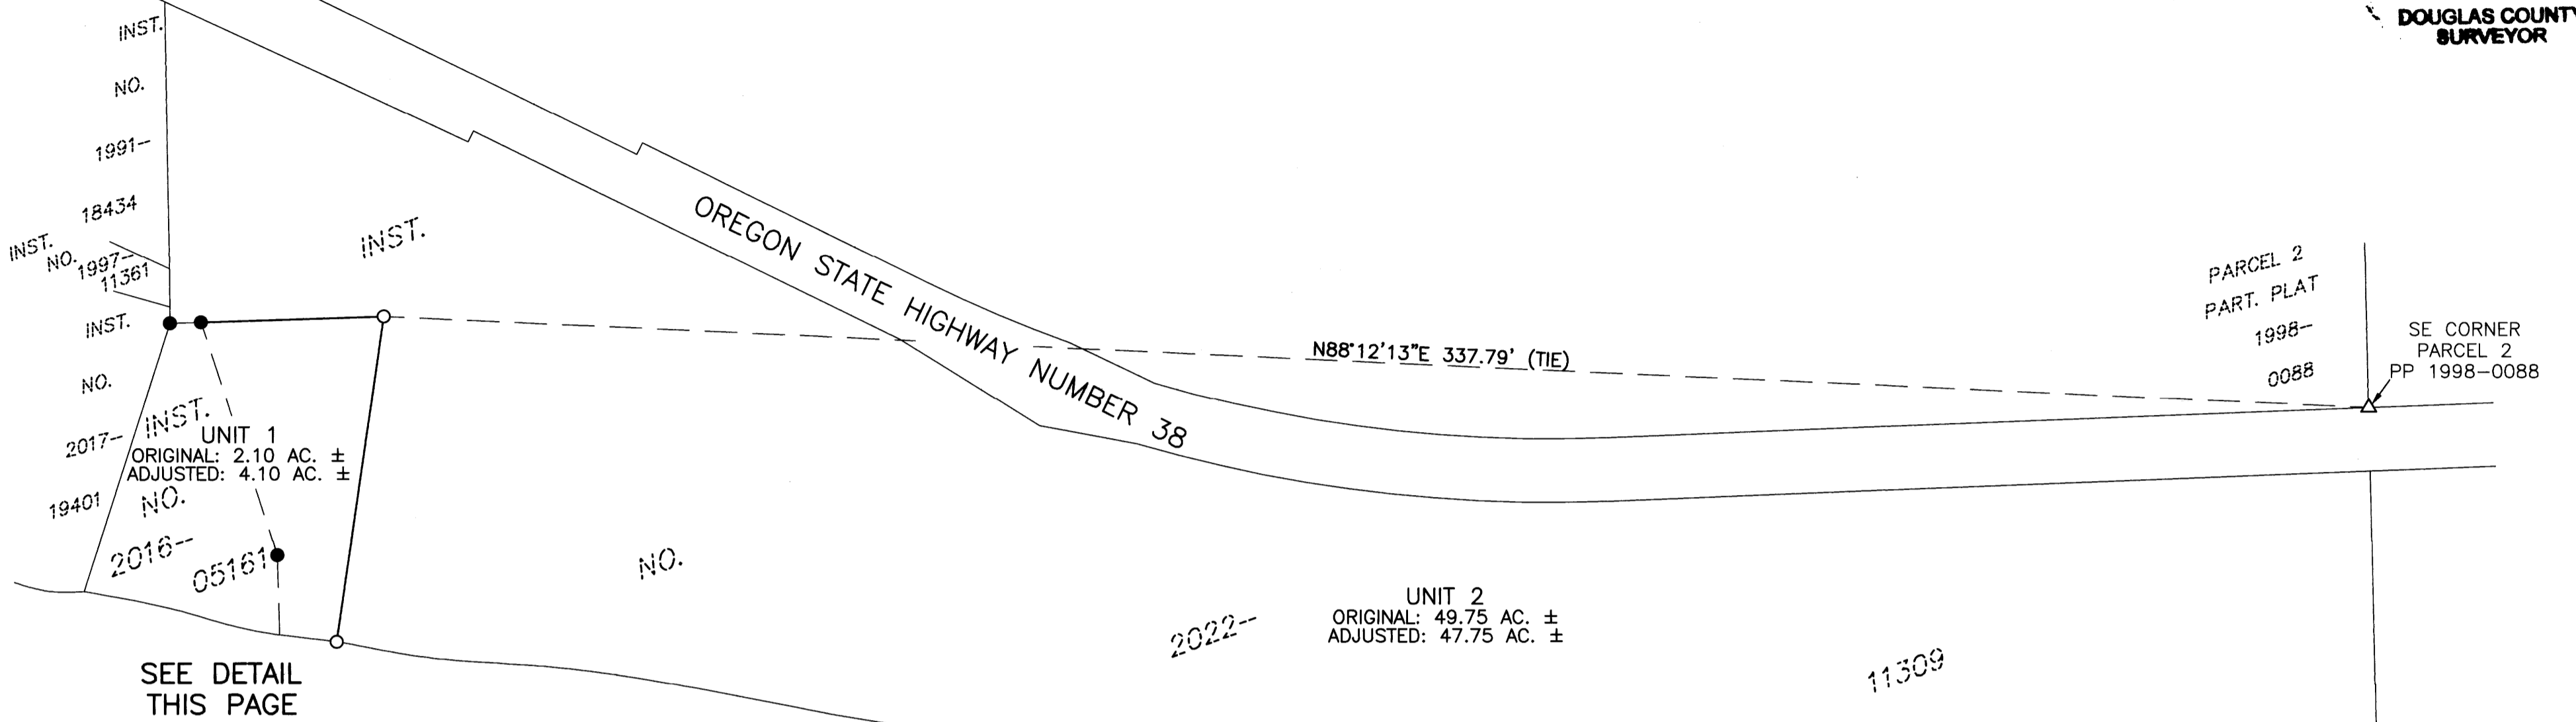 DOUGLAS COUNTY
SURVEYOR
INST.
NO.
1991-
18434
INST.
NO.
1997-
11361
INST.
NO.
2017-
19401
INST.
NO.
2016-
05161
UNIT 1
ORIGINAL: 2.10 AC. ±
ADJUSTED: 4.10 AC. ±
SEE DETAIL
THIS PAGE
INST.
NO.
2022-
11309
OREGON STATE HIGHWAY NUMBER 38
N88°12'13"E 337.79' (TIE)
UNIT 2
ORIGINAL: 49.75 AC. ±
ADJUSTED: 47.75 AC. ±
PARCEL 2
PART. PLAT
1998-
0088
SE CORNER
PARCEL 2
PP 1998-0088